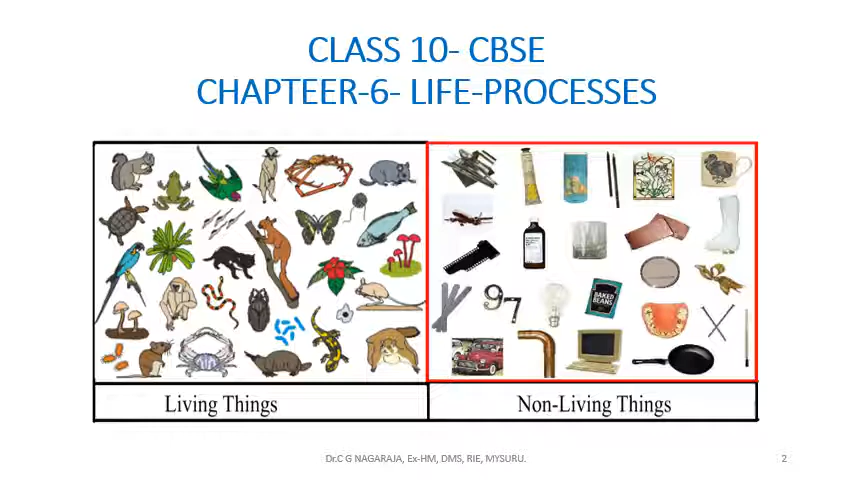 CLASS 10- CBSE
CHAPTEER-6- LIFE-PROCESSES
97
BAKED
BEANS
Living Things
Non-Living Things
Dr.C G NAGARAJA, Ex-HM, DMS, RIE, MYSURU.
2